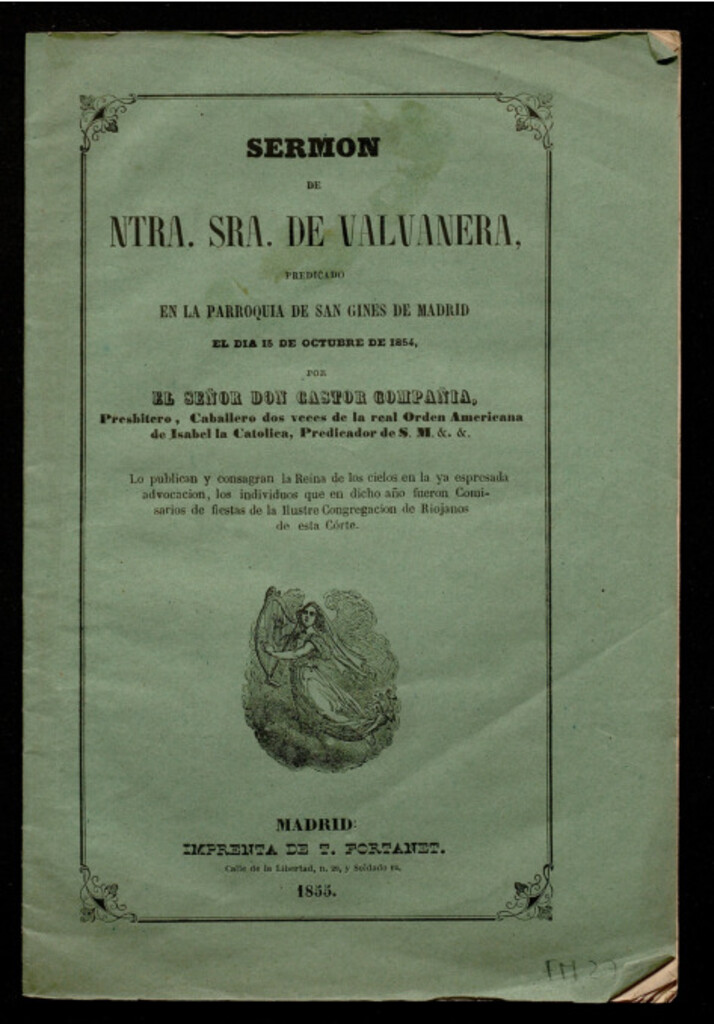 SERMON
DE
NTRA. SRA. DE VALVANERA,
PREDICADO
EN LA PARROQUIA DE SAN GINES DE MADRID
EL DIA 15 DE OCTUBRE DE 1854,
POR
EL SEÑOR DON CASTOR COMPAÑIA,
Presbitero, Caballero dos veces de la real Orden Americana
de Isabel la Catolica, Predicador de S. M. &. &.
Lo publican y consagran la Reina de los cielos en la ya espresada
advocacion, los individuos que en dicho año fueron Comi-
sarios de fiestas de la Ilustre Congregacion de Riojanos
de esta Córte.
MADRID:
IMPRENTA DE T. FORTANET.
Calle de la Libertad, n. 29, y Soldado
1855.